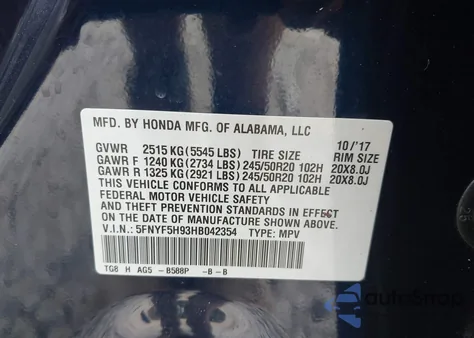 MFD. BY HONDA MFG. OF ALABAMA, LLC
10/'17
GVWR 2515 KG(5545 LBS) TIRE SIZE RIM SIZE
GAWR F 1240 KG(2734 LBS) 245/50R20 102H 20X8.0J
GAWR R 1325 KG(2921 LBS) 245/50R20 102H 20X8.0J
THIS VEHICLE CONFORMS TO ALL APPLICABLE
FEDERAL MOTOR VEHICLE SAFETY
AND THEFT PREVENTION STANDARDS IN EFFECT
ON THE DATE OF MANUFACTURE SHOWN ABOVE.
V.I.N.: 5FNYF5H93HB042354 TYPE: MPV
TG8 H AG5 - B588P -B-B